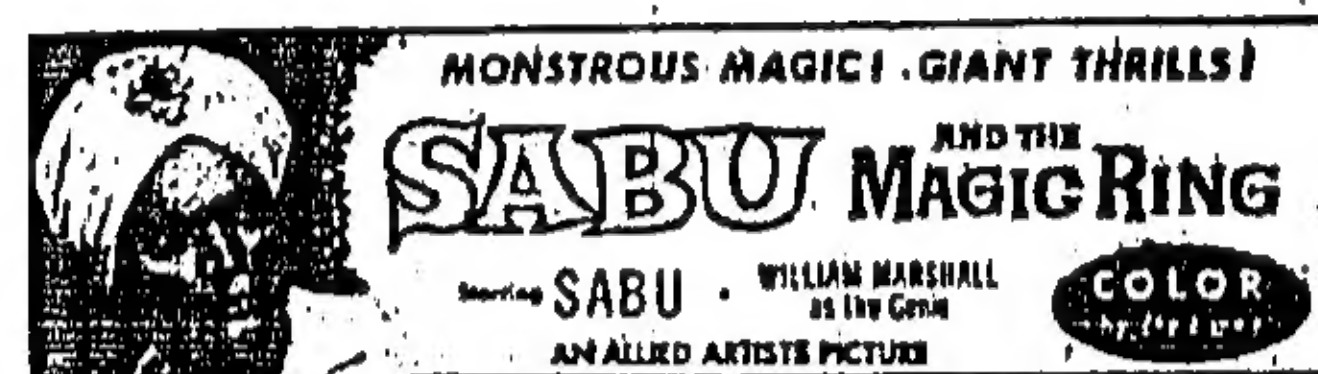 MONSTROUS MAGIC! GIANT THRILLS!
SABU AND THE MAGIC RING
Starring SABU · WILLIAM MARSHALL
as the Genie
AN ALLIED ARTISTS PICTURE
COLOR
by